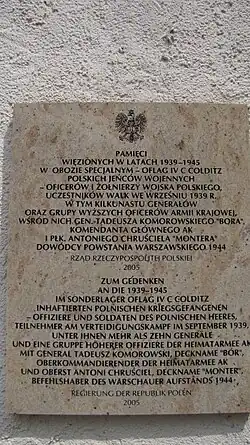 PAMIĘCI
WIĘZIONYCH W LATACH 1939-1945
W OBOZIE SPECJALNYM – OFLAG IV C COLDITZ
POLSKICH JEŃCÓW WOJENNYCH
– OFICERÓW I ŻOŁNIERZY WOJSKA POLSKIEGO,
UCZESTNIKÓW WALK WE WRZEŚNIU 1939 R.
W TYM KILKUNASTU GENERAŁÓW
ORAZ GRUPY WYŻSZYCH OFICERÓW ARMII KRAJOWEJ,
WŚRÓD NICH GEN. TADEUSZA KOMOROWSKIEGO "BORA",
KOMENDANTA GŁÓWNEGO AK
I PŁK. ANTONIEGO CHRUŚCIELA "MONTERA"
DOWÓDCY POWSTANIA WARSZAWSKIEGO 1944
RZĄD RZECZYPOSPOLITEJ POLSKIEJ
2005
ZUM GEDENKEN
AN DIE 1939-1945
IM SONDERLAGER OFLAG IV C COLDITZ
INHAFTIERTEN POLNISCHEN KRIEGSGEFANGENEN
– OFFIZIERE UND SOLDATEN DES POLNISCHEN HEERES,
TEILNEHMER AM VERTEIDIGUNGSKAMPF IM SEPTEMBER 1939,
UNTER IHNEN MEHR ALS ZEHN GENERÄLE
UND EINE GRUPPE HÖHERER OFFIZIERE DER HEIMATARMEE AK
MIT GENERAL TADEUSZ KOMOROWSKI, DECKNAME "BÓR",
OBERKOMMANDIERENDER DER HEIMATARMEE AK
UND OBERST ANTONI CHRUŚCIEL, DECKNAME "MONTER",
BEFEHLSHABER DES WARSCHAUER AUFSTANDS 1944
REGIERUNG DER REPUBLIK POLEN
2005